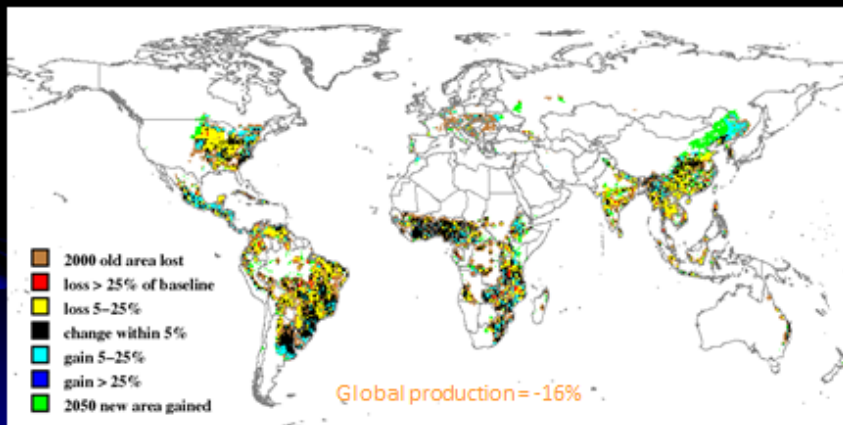 2000 old area lost
loss > 25% of baseline
loss 5–25%
change within 5%
gain 5–25%
gain > 25%
2050 new area gained
Global production = -16%